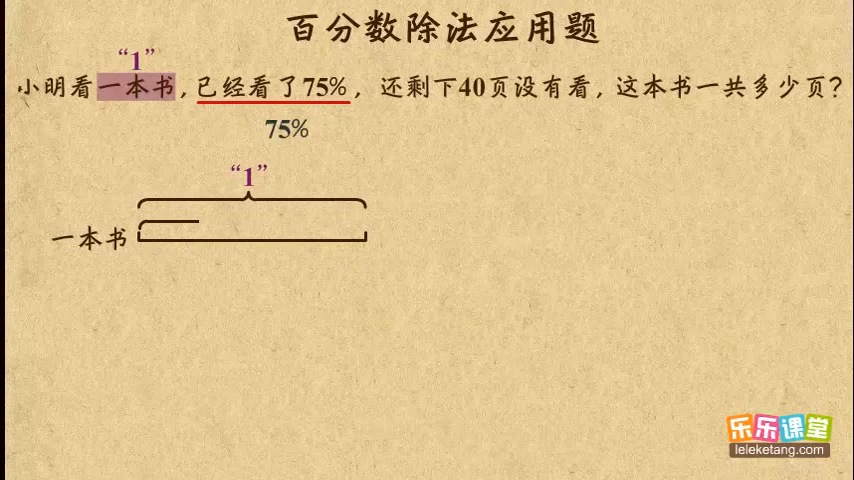 百分数除法应用题
“1”
小明看一本书，已经看了75%，还剩下40页没有看，这本书一共多少页？
75%
“1”
一本书
乐乐课堂
leleketang.com